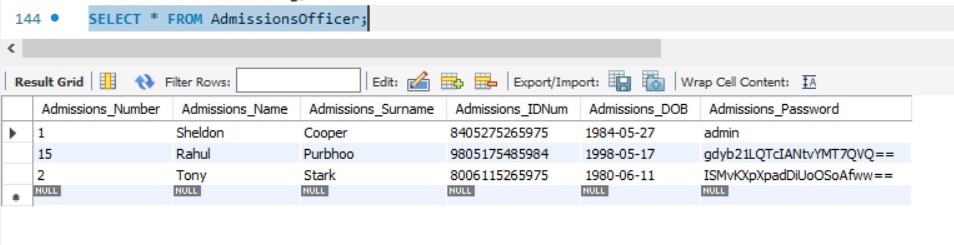 144 SELECT * FROM AdmissionsOfficer;
Result Grid Filter Rows: Edit: Export/Import: Wrap Cell Content: IA
Admissions_Number Admissions_Name Admissions_Surname Admissions_IDNum Admissions_DOB Admissions_Password
1 Sheldon Cooper 8405275265975 1984-05-27 admin
15 Rahul Purbhoo 9805175485984 1998-05-17 gdyb21LQTcIANtvYMT7QVQ==
2 Tony Stark 8006115265975 1980-06-11 ISMvKXpXpadDiUoOSoAfww==
NULL NULL NULL NULL NULL NULL